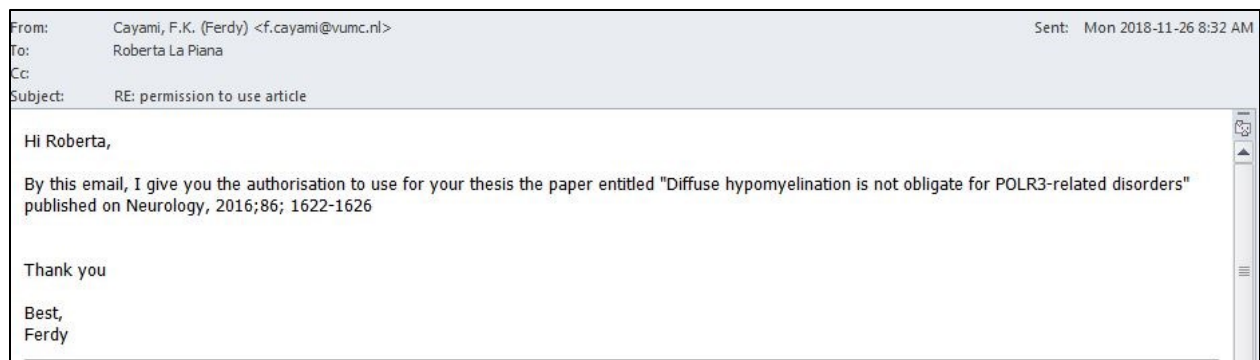 From: Cayami, F.K. (Ferdy) <f.cayami@vumc.nl> Sent: Mon 2018-11-26 8:32 AM
To: Roberta La Piana
Cc:
Subject: RE: permission to use article
Hi Roberta,
By this email, I give you the authorisation to use for your thesis the paper entitled "Diffuse hypomyelination is not obligate for POLR3-related disorders"
published on Neurology, 2016;86; 1622-1626
Thank you
Best,
Ferdy